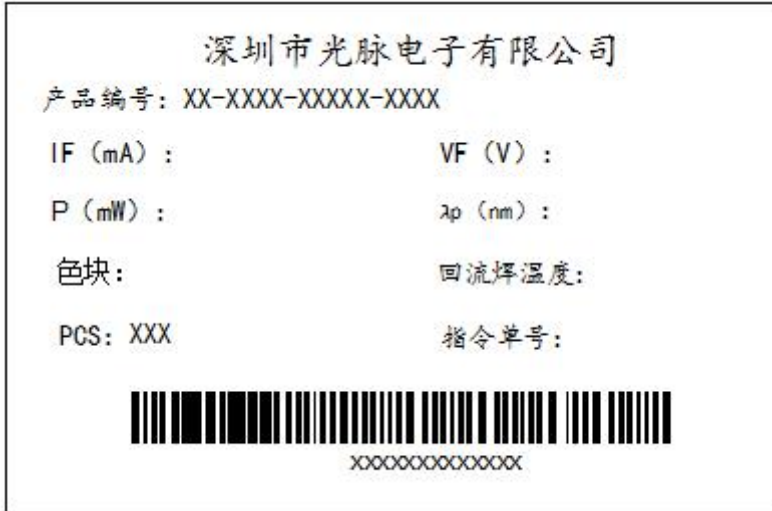 深圳市光脉电子有限公司
产品编号：XX-XXXX-XXXXX-XXXX
IF（mA）： VF（V）：
P（mW）： λp（nm）：
色块： 回流焊温度：
PCS：XXX 指令单号：
XXXXXXXXXXXXX